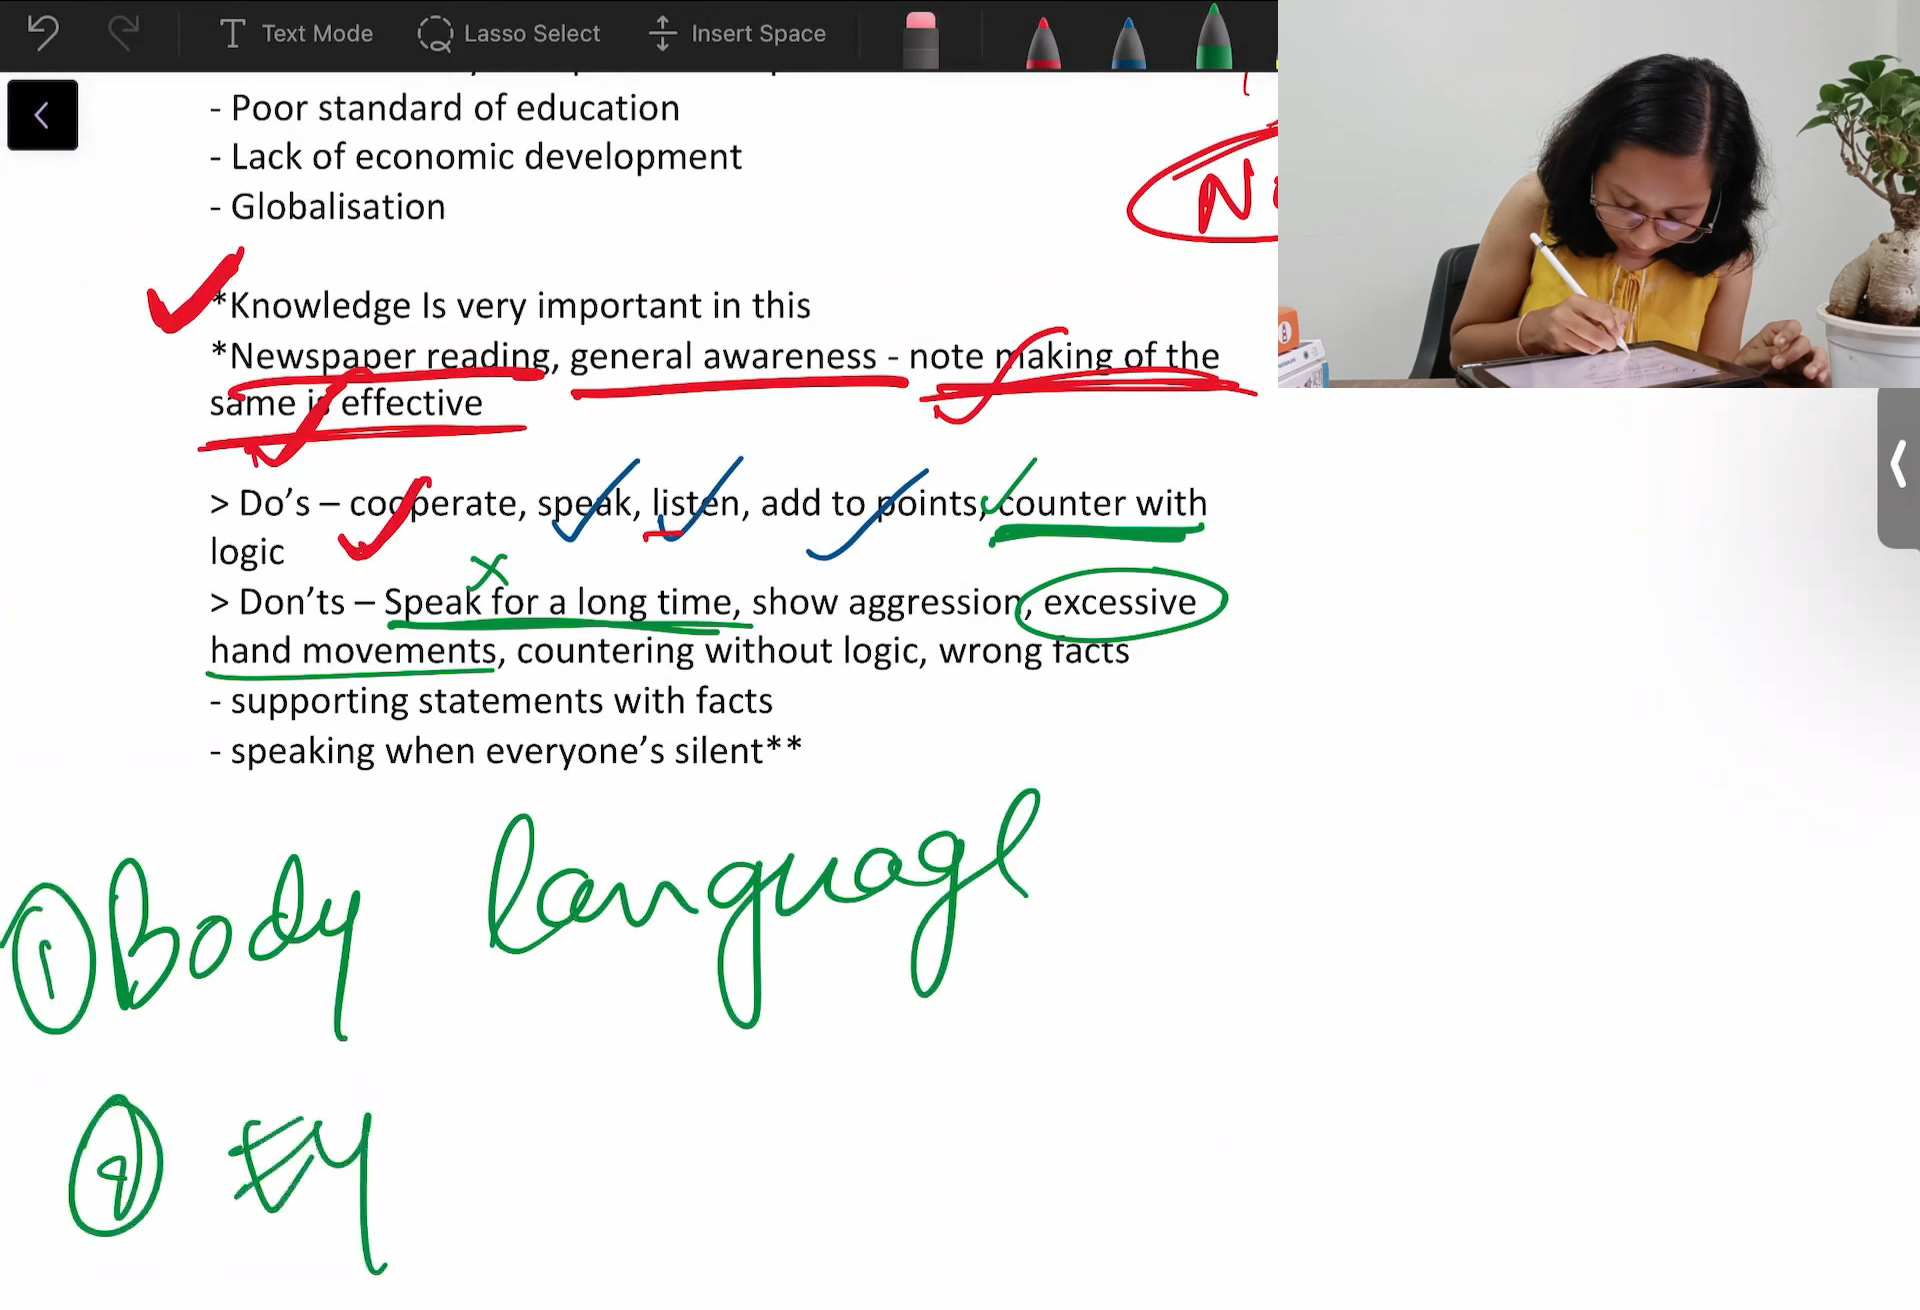 Text Mode Lasso Select Insert Space
- Poor standard of education
- Lack of economic development
- Globalisation
*Knowledge Is very important in this
*Newspaper reading, general awareness - note making of the
same is effective
> Do’s – cooperate, speak, listen, add to points, counter with
logic
> Don’ts – Speak for a long time, show aggression, excessive
hand movements, countering without logic, wrong facts
- supporting statements with facts
- speaking when everyone’s silent**
① Body language
② Ey